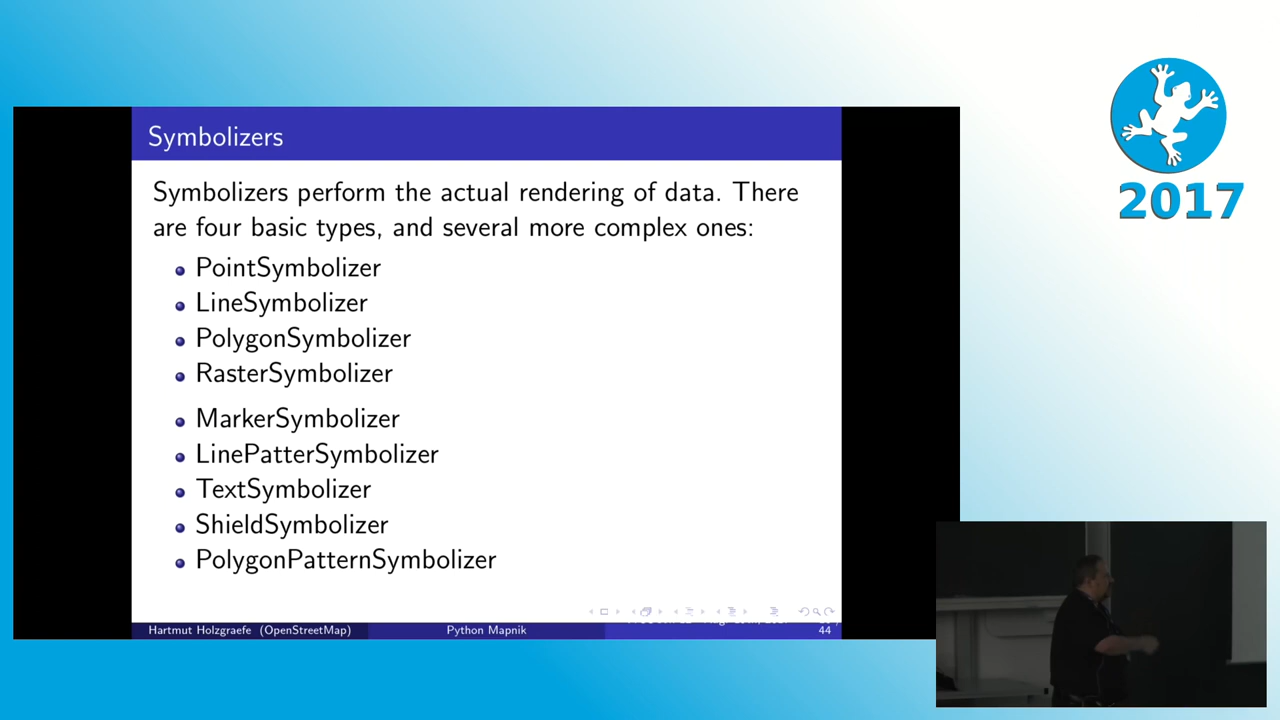 2017
Symbolizers
Symbolizers perform the actual rendering of data. There
are four basic types, and several more complex ones:
PointSymbolizer
LineSymbolizer
PolygonSymbolizer
RasterSymbolizer
MarkerSymbolizer
LinePatterSymbolizer
TextSymbolizer
ShieldSymbolizer
PolygonPatternSymbolizer
Hartmut Holzgraefe (OpenStreetMap)
Python Mapnik
44